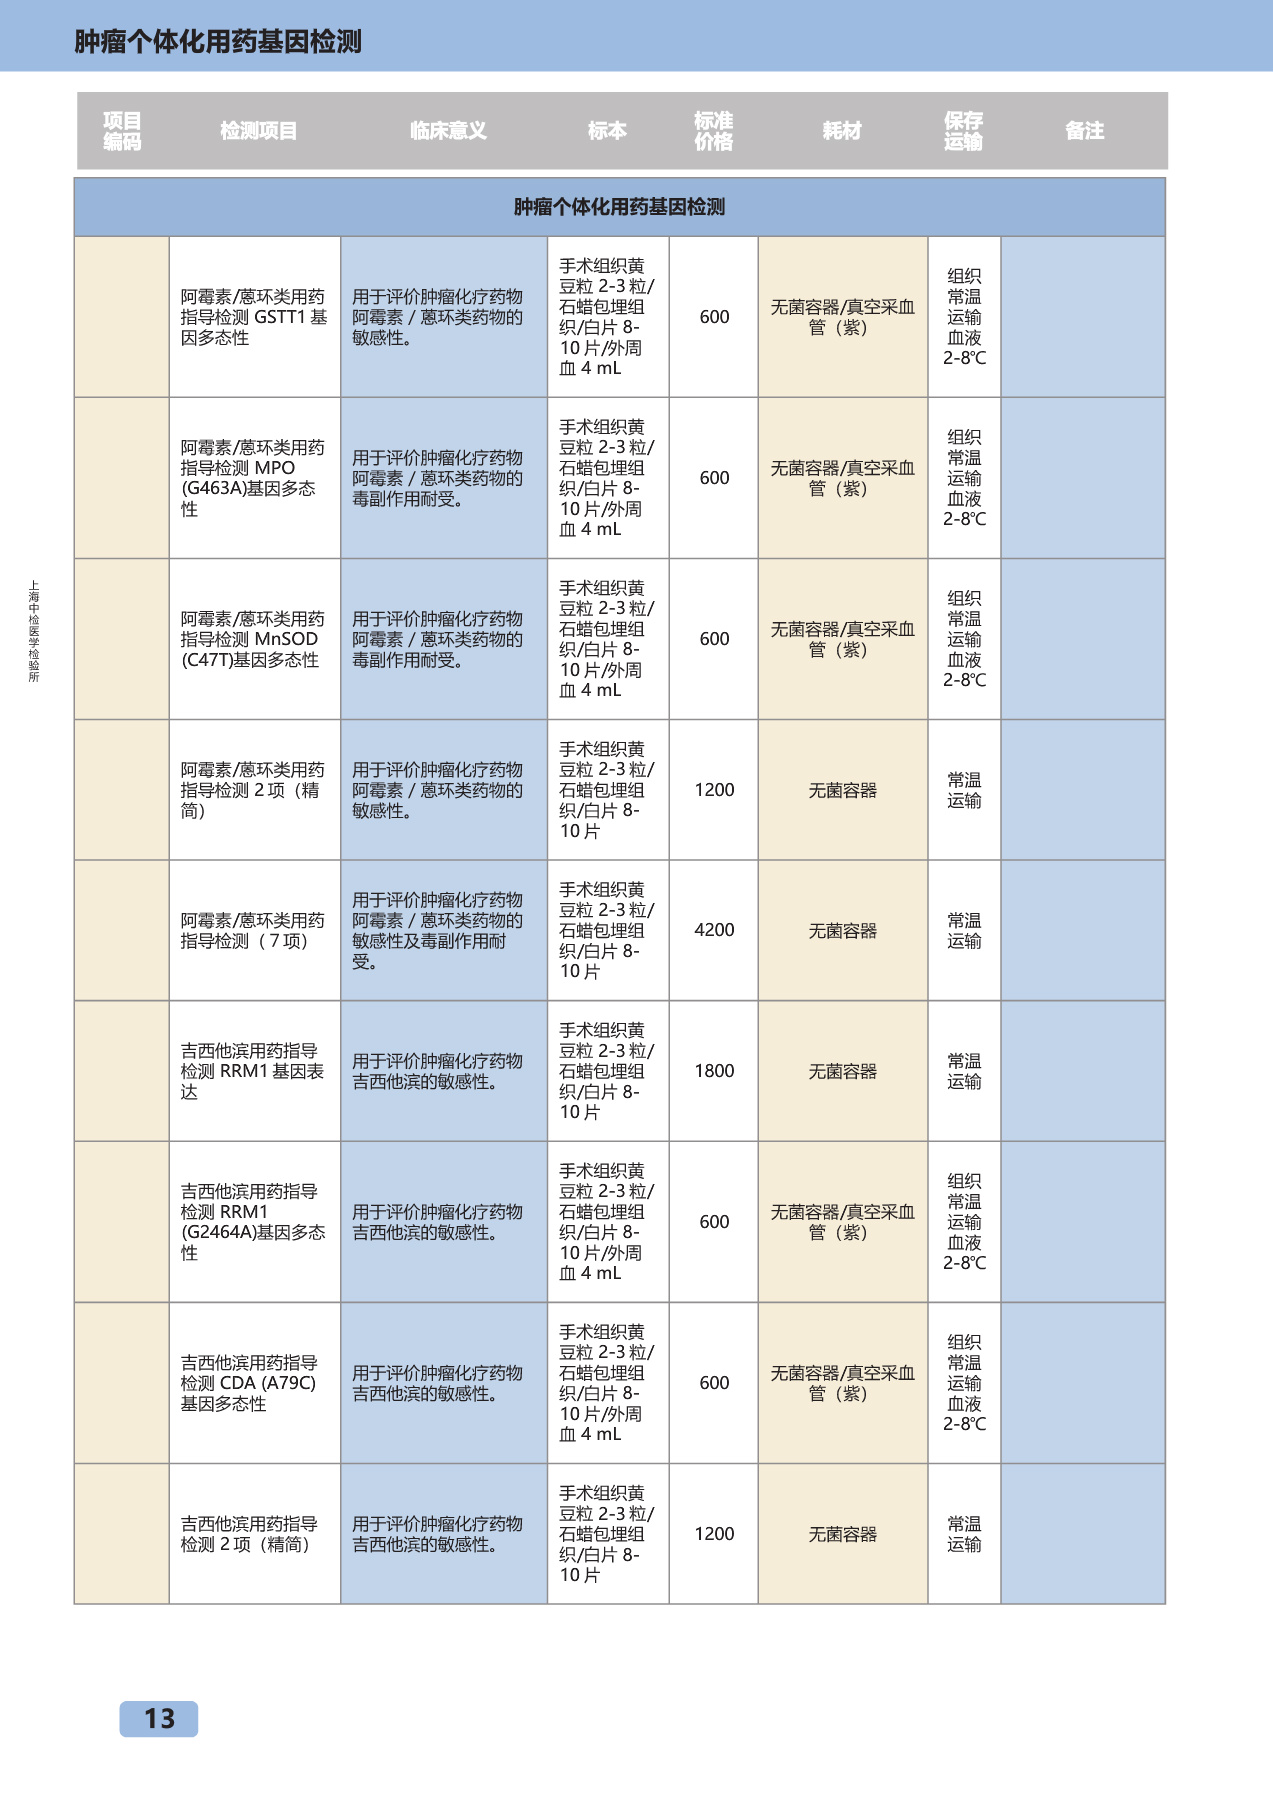 肿瘤个体化用药基因检测
项目
编码
检测项目
临床意义
标本
标准
价格
耗材
保存
运输
备注
肿瘤个体化用药基因检测
阿霉素/蒽环类用药
指导检测 GSTT1 基
因多态性
用于评价肿瘤化疗药物
阿霉素 / 蒽环类药物的
敏感性。
手术组织黄
豆粒 2-3 粒/
石蜡包埋组
织/白片 8-
10 片/外周
血 4 mL
600
无菌容器/真空采血
管（紫）
组织
常温
运输
血液
2-8℃
阿霉素/蒽环类用药
指导检测 MPO
(G463A)基因多态
性
用于评价肿瘤化疗药物
阿霉素 / 蒽环类药物的
毒副作用耐受。
手术组织黄
豆粒 2-3 粒/
石蜡包埋组
织/白片 8-
10 片/外周
血 4 mL
600
无菌容器/真空采血
管（紫）
组织
常温
运输
血液
2-8℃
阿霉素/蒽环类用药
指导检测 MnSOD
(C47T)基因多态性
用于评价肿瘤化疗药物
阿霉素 / 蒽环类药物的
毒副作用耐受。
手术组织黄
豆粒 2-3 粒/
石蜡包埋组
织/白片 8-
10 片/外周
血 4 mL
600
无菌容器/真空采血
管（紫）
组织
常温
运输
血液
2-8℃
阿霉素/蒽环类用药
指导检测 2 项（精
简）
用于评价肿瘤化疗药物
阿霉素 / 蒽环类药物的
敏感性。
手术组织黄
豆粒 2-3 粒/
石蜡包埋组
织/白片 8-
10 片
1200
无菌容器
常温
运输
阿霉素/蒽环类用药
指导检测（ 7 项）
用于评价肿瘤化疗药物
阿霉素 / 蒽环类药物的
敏感性及毒副作用耐
受。
手术组织黄
豆粒 2-3 粒/
石蜡包埋组
织/白片 8-
10 片
4200
无菌容器
常温
运输
吉西他滨用药指导
检测 RRM1 基因表
达
用于评价肿瘤化疗药物
吉西他滨的敏感性。
手术组织黄
豆粒 2-3 粒/
石蜡包埋组
织/白片 8-
10 片
1800
无菌容器
常温
运输
吉西他滨用药指导
检测 RRM1
(G2464A)基因多态
性
用于评价肿瘤化疗药物
吉西他滨的敏感性。
手术组织黄
豆粒 2-3 粒/
石蜡包埋组
织/白片 8-
10 片/外周
血 4 mL
600
无菌容器/真空采血
管（紫）
组织
常温
运输
血液
2-8℃
吉西他滨用药指导
检测 CDA (A79C)
基因多态性
用于评价肿瘤化疗药物
吉西他滨的敏感性。
手术组织黄
豆粒 2-3 粒/
石蜡包埋组
织/白片 8-
10 片/外周
血 4 mL
600
无菌容器/真空采血
管（紫）
组织
常温
运输
血液
2-8℃
吉西他滨用药指导
检测 2 项（精简）
用于评价肿瘤化疗药物
吉西他滨的敏感性。
手术组织黄
豆粒 2-3 粒/
石蜡包埋组
织/白片 8-
10 片
1200
无菌容器
常温
运输
上海中检医学检验所
13